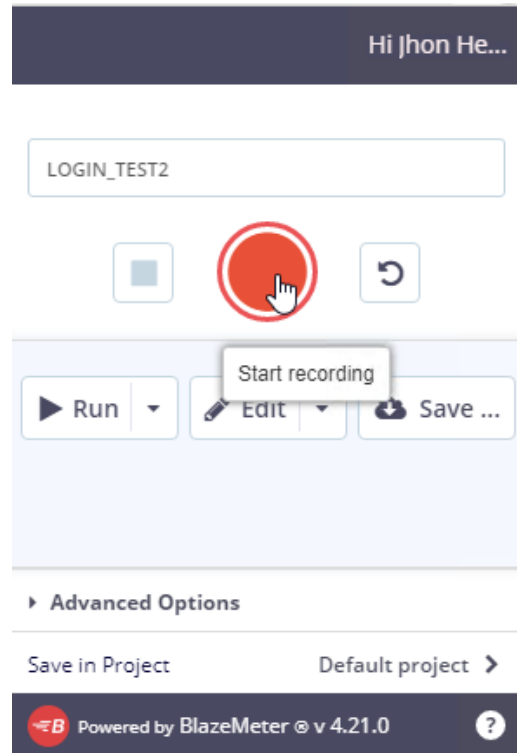 Hi Jhon He...
LOGIN_TEST2
Start recording
Run
Edit
Save ...
Advanced Options
Save in Project
Default project
B Powered by BlazeMeter ® v 4.21.0 ?